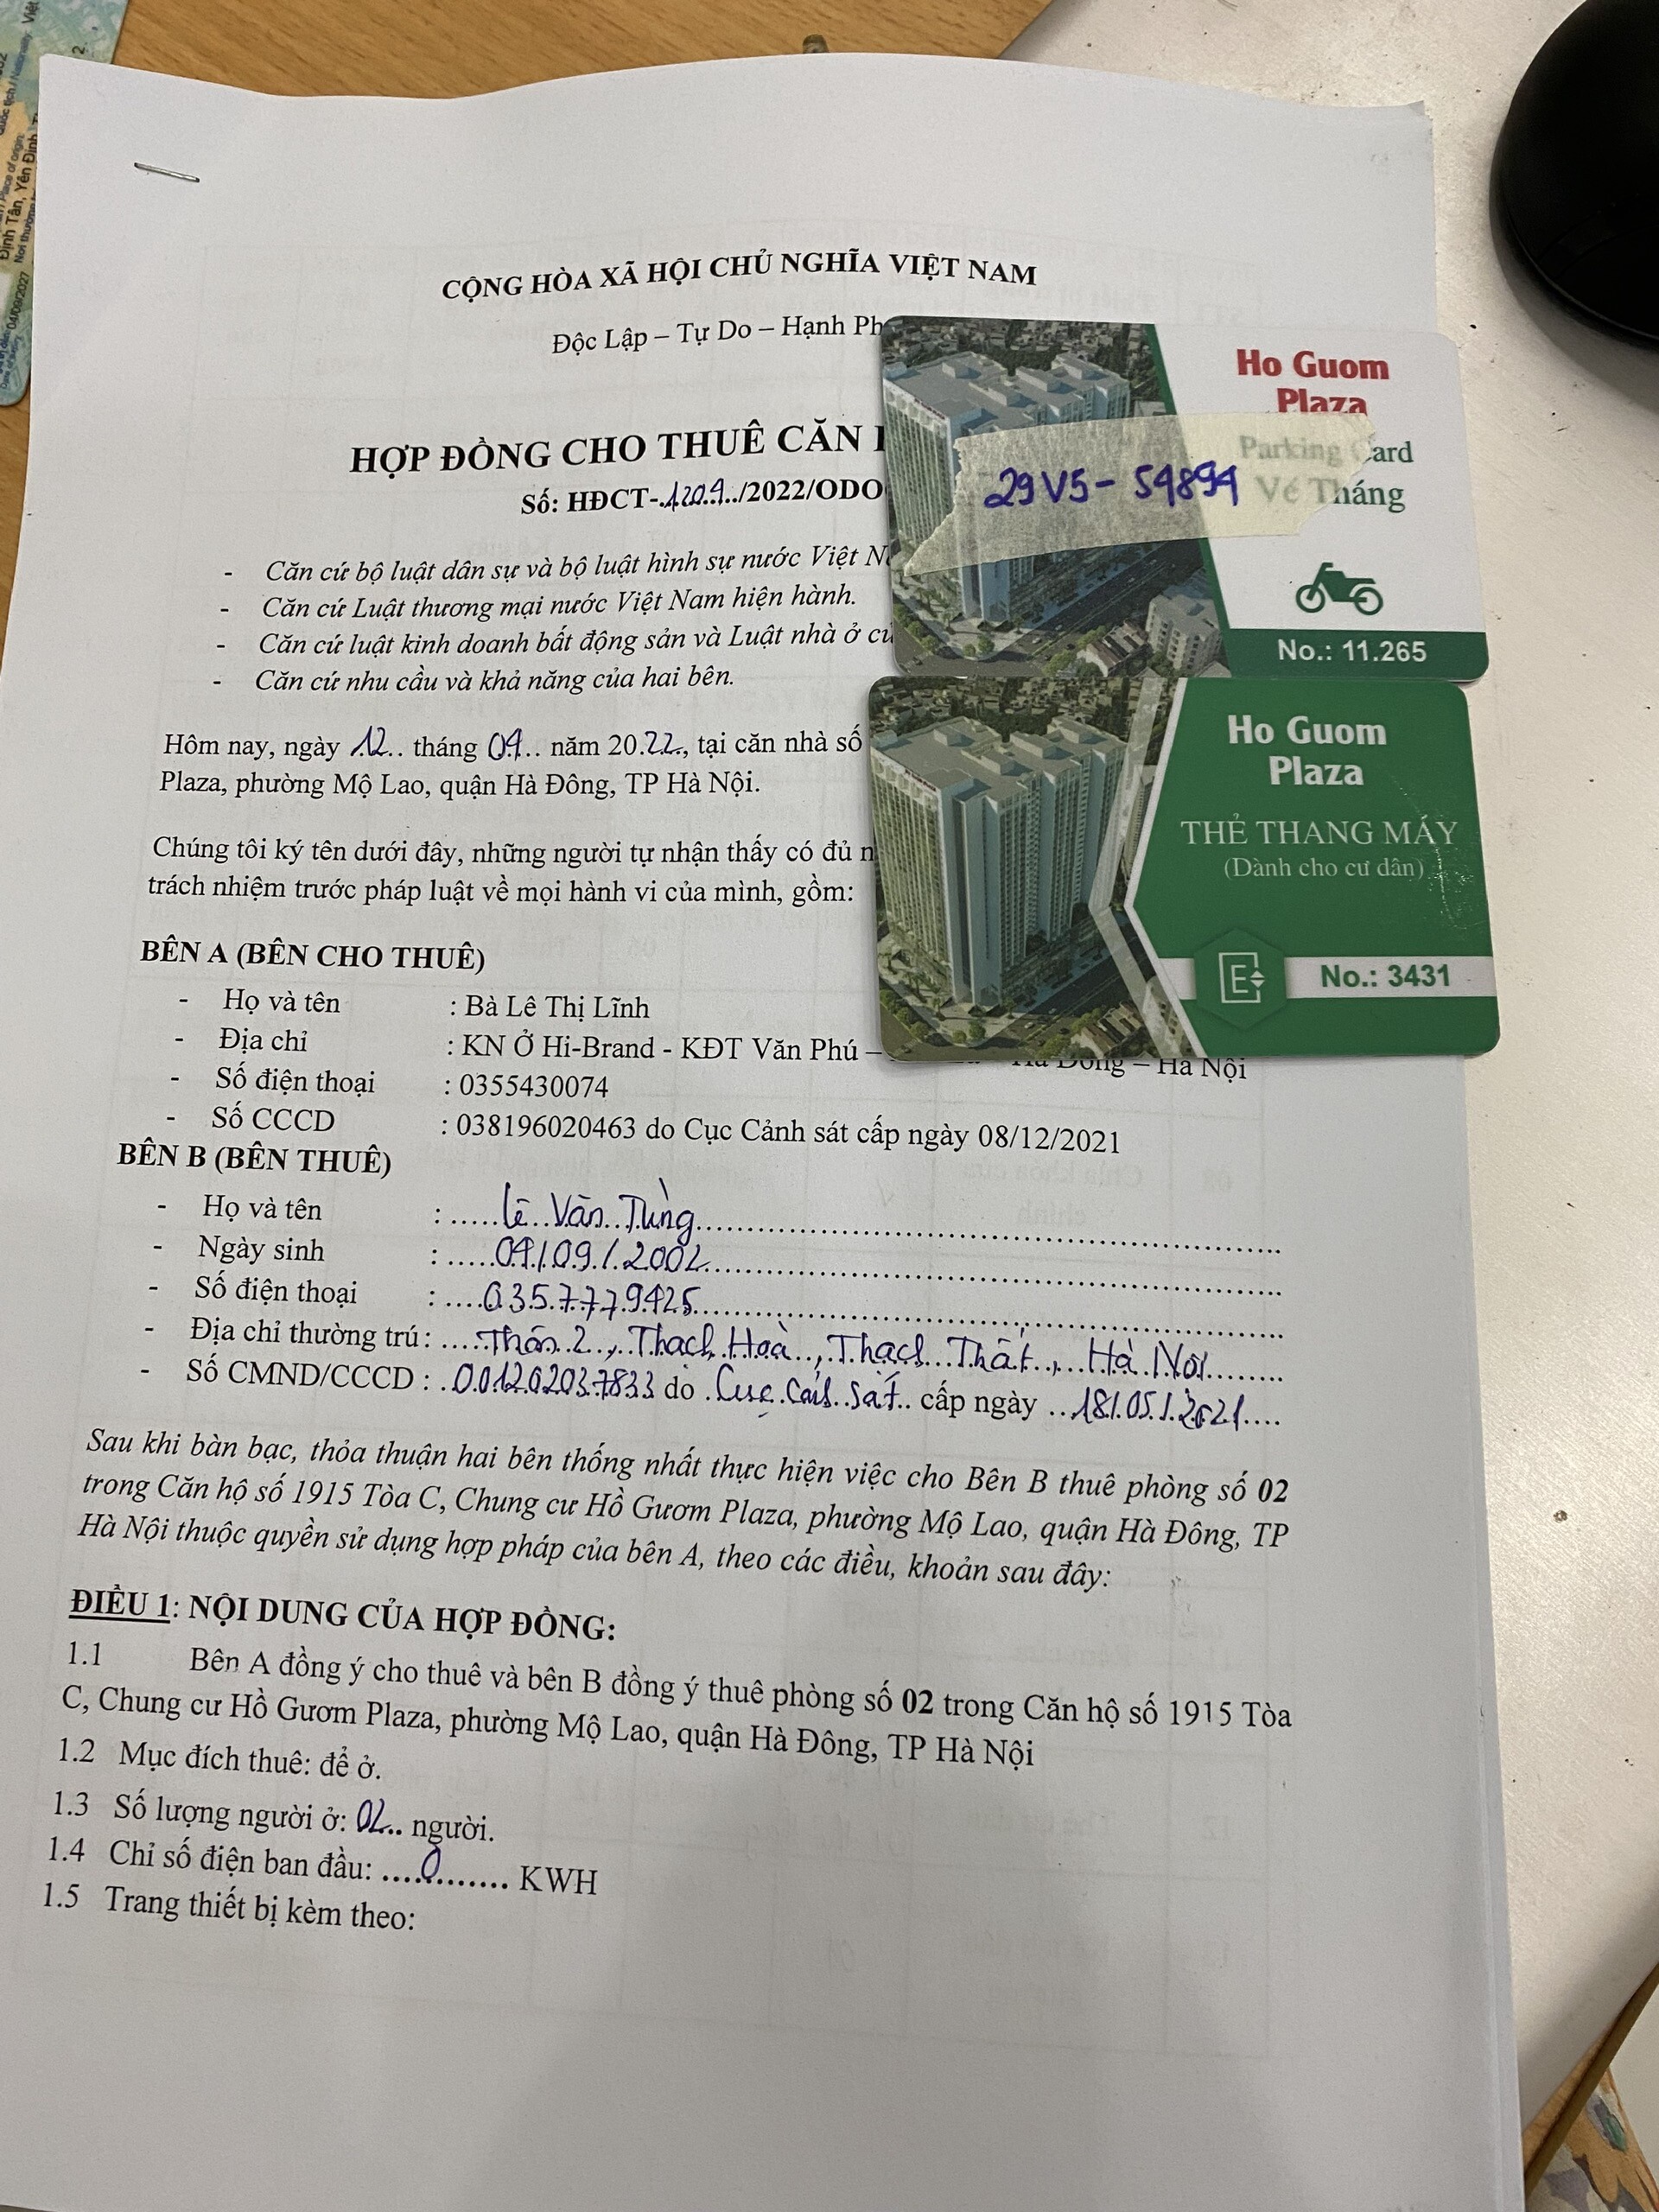 CỘNG HÒA XÃ HỘI CHỦ NGHĨA VIỆT NAM
Độc Lập – Tự Do – Hạnh Ph
HỢP ĐỒNG CHO THUÊ CĂN
Số: HĐCT-.1209../2022/ODO
- Căn cứ bộ luật dân sự và bộ luật hình sự nước Việt N
- Căn cứ Luật thương mại nước Việt Nam hiện hành.
- Căn cứ luật kinh doanh bất động sản và Luật nhà ở củ
- Căn cứ nhu cầu và khả năng của hai bên.
Hôm nay, ngày 12.. tháng 09.. năm 20.22., tại căn nhà số
Plaza, phường Mộ Lao, quận Hà Đông, TP Hà Nội.
Chúng tôi ký tên dưới đây, những người tự nhận thấy có đủ n
trách nhiệm trước pháp luật về mọi hành vi của mình, gồm:
Ho Guom
Plaza
Parking Card
Vé Tháng
29V5- 54894
No.: 11.265
Ho Guom
Plaza
THẺ THANG MÁY
(Dành cho cư dân)
E
No.: 3431
BÊN A (BÊN CHO THUÊ)
- Họ và tên : Bà Lê Thị Lĩnh
- Địa chỉ : KN Ở Hi-Brand - KĐT Văn Phú – Hà Đông – Hà Nội
- Số điện thoại : 0355430074
- Số CCCD : 038196020463 do Cục Cảnh sát cấp ngày 08/12/2021
BÊN B (BÊN THUÊ)
- Họ và tên : Lê Văn Tùng
- Ngày sinh : 04/09/2002
- Số điện thoại : 0357779425
- Địa chỉ thường trú: Thôn 2, Thạch Hoà, Thạch Thất, Hà Nội
- Số CMND/CCCD : 001202037833 do Cục Cảnh sát cấp ngày 18/05/2021
Sau khi bàn bạc, thỏa thuận hai bên thống nhất thực hiện việc cho Bên B thuê phòng số 02
trong Căn hộ số 1915 Tòa C, Chung cư Hồ Gươm Plaza, phường Mộ Lao, quận Hà Đông, TP
Hà Nội thuộc quyền sử dụng hợp pháp của bên A, theo các điều, khoản sau đây:
ĐIỀU 1: NỘI DUNG CỦA HỢP ĐỒNG:
1.1 Bên A đồng ý cho thuê và bên B đồng ý thuê phòng số 02 trong Căn hộ số 1915 Tòa
C, Chung cư Hồ Gươm Plaza, phường Mộ Lao, quận Hà Đông, TP Hà Nội
1.2 Mục đích thuê: để ở.
1.3 Số lượng người ở: 02.. người.
1.4 Chỉ số điện ban đầu: ....0......... KWH
1.5 Trang thiết bị kèm theo:
Định Tân, Yên Định
04/09/2027